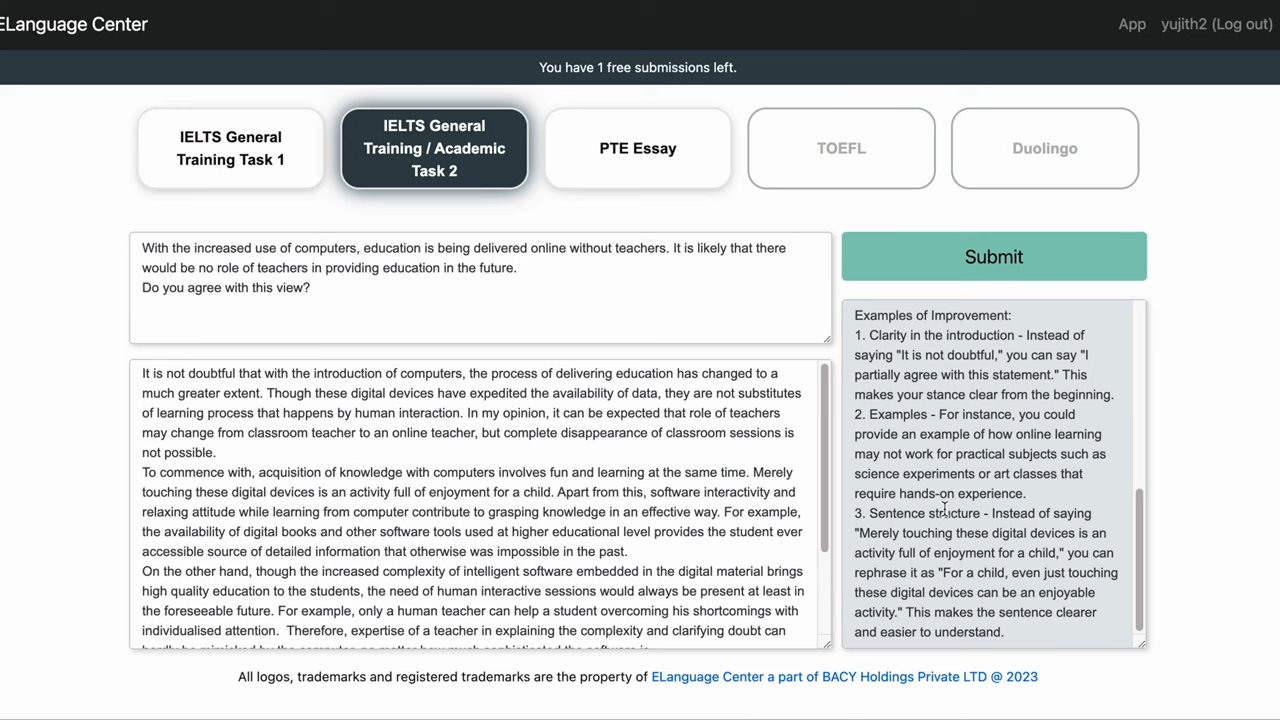 ELanguage Center
App yujith2 (Log out)
You have 1 free submissions left.
IELTS General
Training Task 1
IELTS General
Training / Academic
Task 2
PTE Essay
TOEFL
Duolingo
With the increased use of computers, education is being delivered online without teachers. It is likely that there
would be no role of teachers in providing education in the future.
Do you agree with this view?
It is not doubtful that with the introduction of computers, the process of delivering education has changed to a
much greater extent. Though these digital devices have expedited the availability of data, they are not substitutes
of learning process that happens by human interaction. In my opinion, it can be expected that role of teachers
may change from classroom teacher to an online teacher, but complete disappearance of classroom sessions is
not possible.
To commence with, acquisition of knowledge with computers involves fun and learning at the same time. Merely
touching these digital devices is an activity full of enjoyment for a child. Apart from this, software interactivity and
relaxing attitude while learning from computer contribute to grasping knowledge in an effective way. For example,
the availability of digital books and other software tools used at higher educational level provides the student ever
accessible source of detailed information that otherwise was impossible in the past.
On the other hand, though the increased complexity of intelligent software embedded in the digital material brings
high quality education to the students, the need of human interactive sessions would always be present at least in
the foreseeable future. For example, only a human teacher can help a student overcoming his shortcomings with
individualised attention. Therefore, expertise of a teacher in explaining the complexity and clarifying doubt can
hardly be mimicked by the computer no matter how much sophisticated the software is.
Submit
Examples of Improvement:
1. Clarity in the introduction - Instead of
saying "It is not doubtful," you can say "I
partially agree with this statement." This
makes your stance clear from the beginning.
2. Examples - For instance, you could
provide an example of how online learning
may not work for practical subjects such as
science experiments or art classes that
require hands-on experience.
3. Sentence structure - Instead of saying
"Merely touching these digital devices is an
activity full of enjoyment for a child," you can
rephrase it as "For a child, even just touching
these digital devices can be an enjoyable
activity." This makes the sentence clearer
and easier to understand.
All logos, trademarks and registered trademarks are the property of ELanguage Center a part of BACY Holdings Private LTD @ 2023